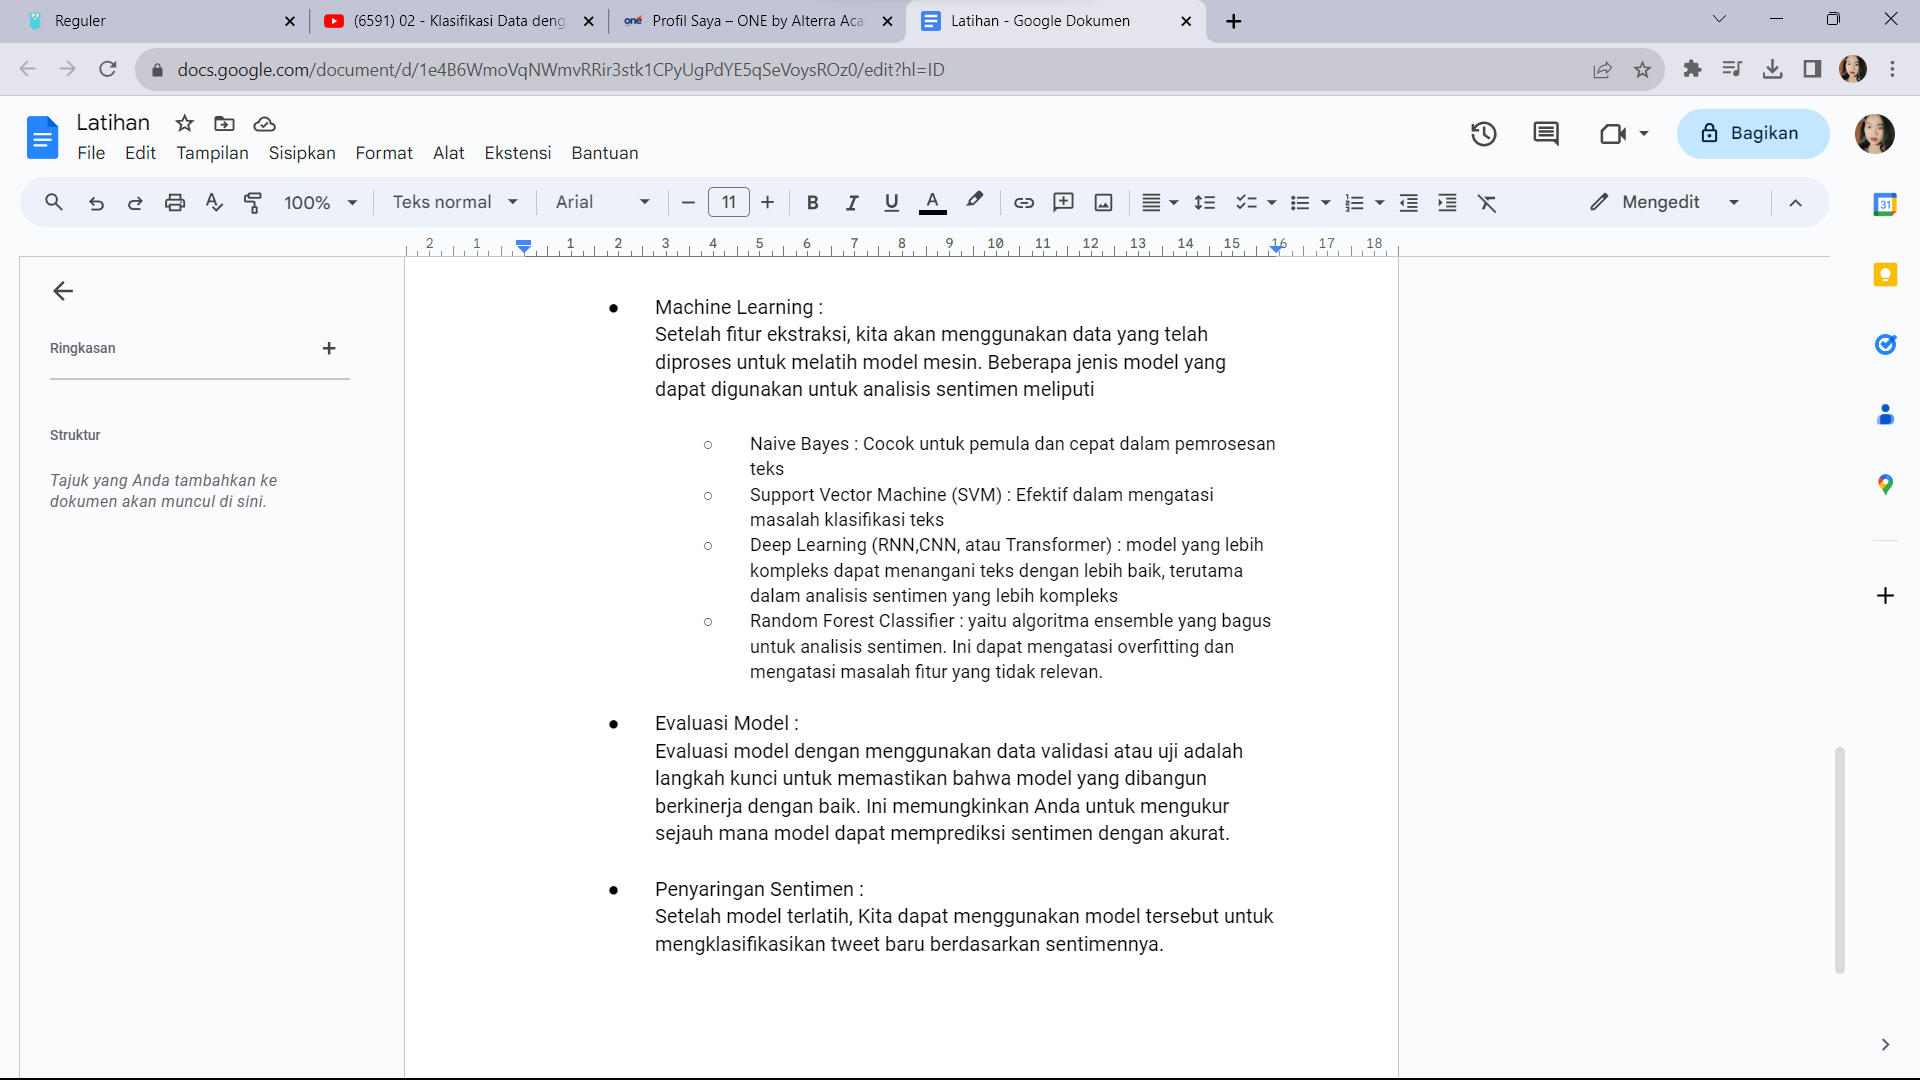 Reguler
(6591) 02 - Klasifikasi Data deng
one Profil Saya – ONE by Alterra Aca
Latihan - Google Dokumen
docs.google.com/document/d/1e4B6WmoVqNWmvRRir3stk1CPyUgPdYE5qSeVoysROz0/edit?hl=ID
Latihan
File Edit Tampilan Sisipkan Format Alat Ekstensi Bantuan
Bagikan
100% Teks normal Arial 11 B I U A Mengedit
31
2 1 1 2 3 4 5 6 7 8 9 10 11 12 13 14 15 16 17 18
Ringkasan
Struktur
Tajuk yang Anda tambahkan ke
dokumen akan muncul di sini.
● Machine Learning :
Setelah fitur ekstraksi, kita akan menggunakan data yang telah
diproses untuk melatih model mesin. Beberapa jenis model yang
dapat digunakan untuk analisis sentimen meliputi
○ Naive Bayes : Cocok untuk pemula dan cepat dalam pemrosesan
teks
○ Support Vector Machine (SVM) : Efektif dalam mengatasi
masalah klasifikasi teks
○ Deep Learning (RNN,CNN, atau Transformer) : model yang lebih
kompleks dapat menangani teks dengan lebih baik, terutama
dalam analisis sentimen yang lebih kompleks
○ Random Forest Classifier : yaitu algoritma ensemble yang bagus
untuk analisis sentimen. Ini dapat mengatasi overfitting dan
mengatasi masalah fitur yang tidak relevan.
● Evaluasi Model :
Evaluasi model dengan menggunakan data validasi atau uji adalah
langkah kunci untuk memastikan bahwa model yang dibangun
berkinerja dengan baik. Ini memungkinkan Anda untuk mengukur
sejauh mana model dapat memprediksi sentimen dengan akurat.
● Penyaringan Sentimen :
Setelah model terlatih, Kita dapat menggunakan model tersebut untuk
mengklasifikasikan tweet baru berdasarkan sentimennya.